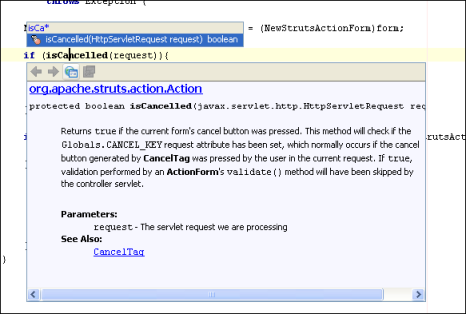 throws Exception {
isCa*
= (NewStrutsActionForm)form;
isCancelled(HttpServletRequest request) boolean
if (isCancelled(request)){
org.apache.struts.action.Action
protected boolean isCancelled(javax.servlet.http.HttpServletRequest req
Returns true if the current form's cancel button was pressed. This method will check if the
Globals.CANCEL_KEY request attribute has been set, which normally occurs if the cancel
button generated by CancelTag was pressed by the user in the current request. If true,
validation performed by an ActionForm's validate() method will have been skipped by
the controller servlet.
Parameters:
request - The servlet request we are processing
See Also:
CancelTag
}